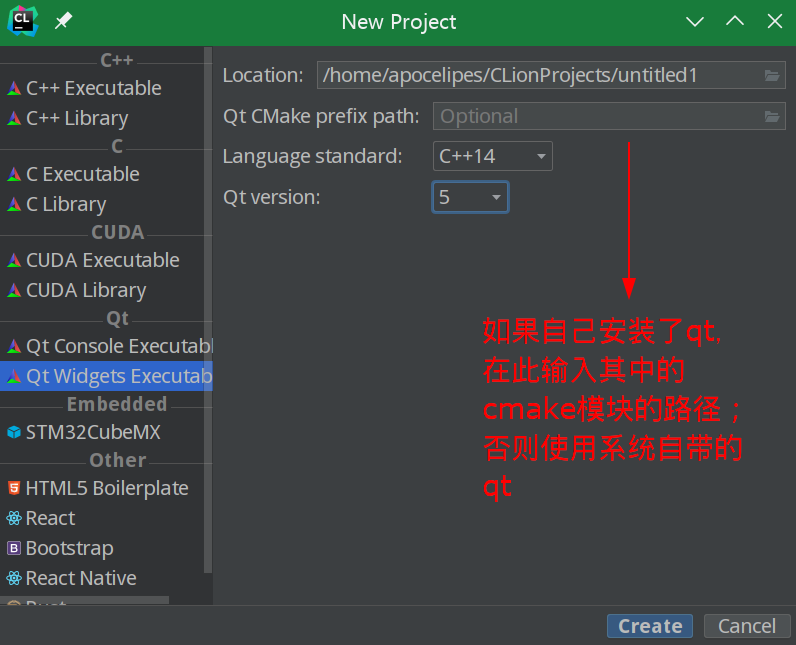 CL
New Project
C++
C++ Executable
C++ Library
C
C Executable
C Library
CUDA
CUDA Executable
CUDA Library
Qt
Qt Console Executabl
Qt Widgets Executab
Embedded
STM32CubeMX
Other
HTML5 Boilerplate
React
Bootstrap
React Native
Location: /home/apocelipes/CLionProjects/untitled1
Qt CMake prefix path: Optional
Language standard: C++14
Qt version: 5
如果自己安装了qt,
在此输入其中的
cmake模块的路径；
否则使用系统自带的
qt
Create
Cancel